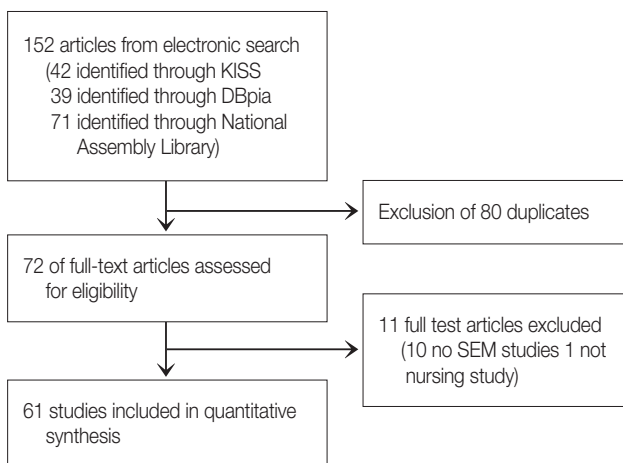 152 articles from electronic search
(42 identified through KISS
39 identified through DBpia
71 identified through National
Assembly Library)
Exclusion of 80 duplicates
72 of full-text articles assessed
for eligibility
11 full test articles excluded
(10 no SEM studies 1 not
nursing study)
61 studies included in quantitative
synthesis